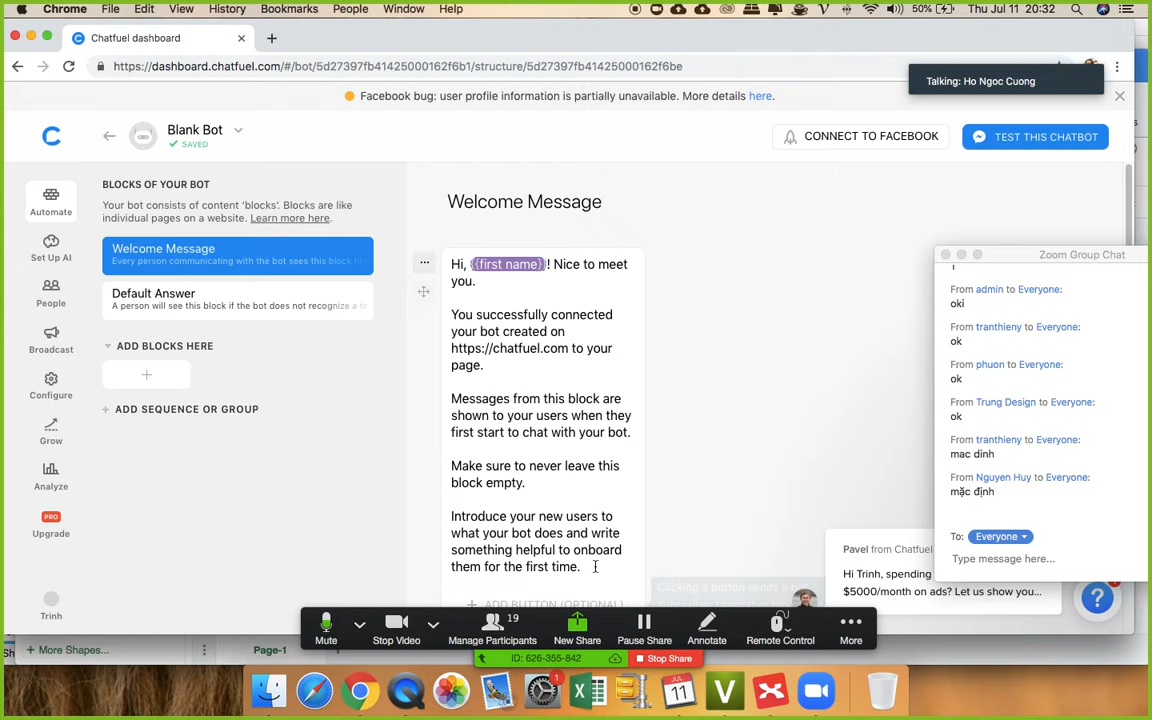 Chrome File Edit View History Bookmarks People Window Help
50% Thu Jul 11 20:32
Chatfuel dashboard
https://dashboard.chatfuel.com/#/bot/5d27397fb41425000162f6b1/structure/5d27397fb41425000162f6be
Talking: Ho Ngoc Cuong
Facebook bug: user profile information is partially unavailable. More details here.
Blank Bot
SAVED
CONNECT TO FACEBOOK
TEST THIS CHATBOT
Automate
Set Up AI
People
Broadcast
Configure
Grow
Analyze
PRO
Upgrade
Trinh
BLOCKS OF YOUR BOT
Your bot consists of content ‘blocks’. Blocks are
like individual pages on a website. Learn more here.
Welcome Message
Every person communicating with the bot sees this block
Default Answer
A person will see this block if the bot does not recognize a
ADD BLOCKS HERE
ADD SEQUENCE OR GROUP
Welcome Message
Hi, {{first name}}! Nice to meet
you.
You successfully connected
your bot created on
https://chatfuel.com to your
page.
Messages from this block are
shown to your users when they
first start to chat with your bot.
Make sure to never leave this
block empty.
Introduce your new users to
what your bot does and write
something helpful to onboard
them for the first time.
ADD BUTTON (OPTIONAL)
Clicking a button sends a
Zoom Group Chat
From admin to Everyone:
oki
From tranthieny to Everyone:
ok
From phuon to Everyone:
ok
From Trung Design to Everyone:
ok
From tranthieny to Everyone:
mac dinh
From Nguyen Huy to Everyone:
mặc định
To: Everyone
Type message here...
Pavel from Chatfuel
Hi Trinh, spending
$5000/month on ads? Let us show you...
Mute
Stop Video
Manage Participants
19
New Share
Pause Share
Annotate
Remote Control
More
ID: 626-355-842
Stop Share
+ More Shapes...
Page-1
JUL
11
1